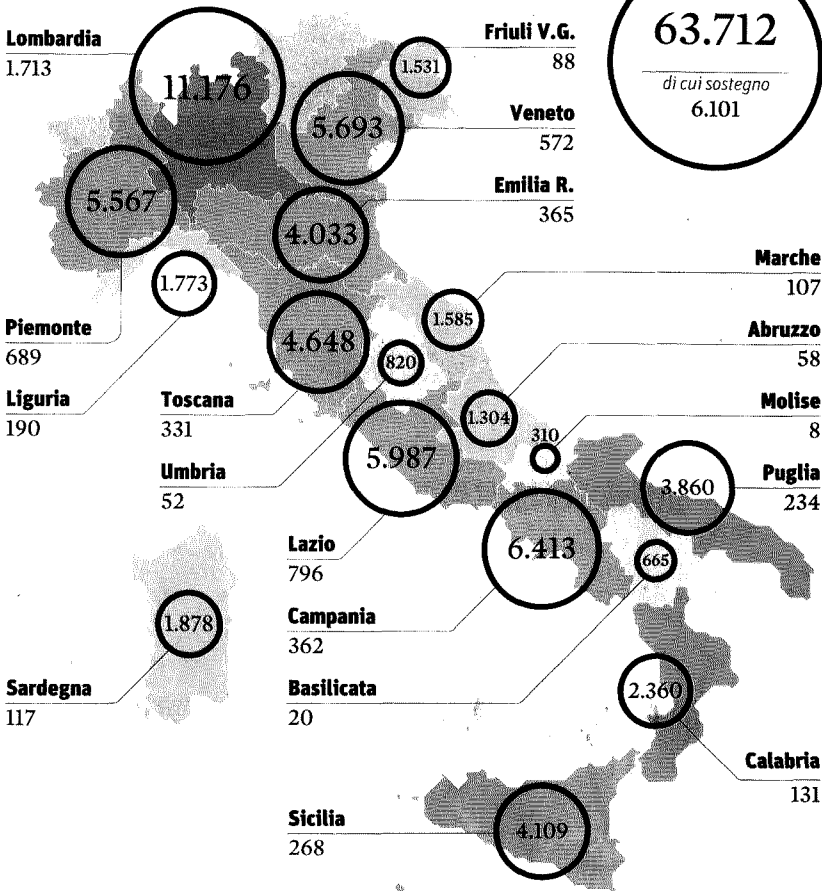 63.712
di cui sostegno
6.101
Lombardia
1.713
11.176
Friuli V.G.
88
1.531
Veneto
572
5.693
Emilia R.
365
4.033
5.567
Piemonte
689
1.773
Liguria
190
Marche
107
1.585
Toscana
331
4.648
820
Umbria
52
Abruzzo
58
1.304
Molise
8
310
Puglia
234
3.860
5.987
Lazio
796
6.413
Campania
362
665
Basilicata
20
1.878
Sardegna
117
2.360
Calabria
131
Sicilia
268
4.109